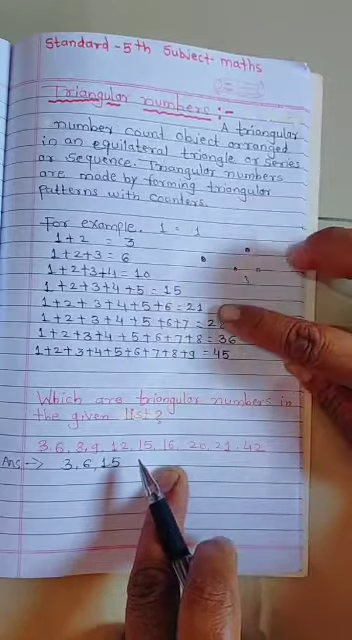 Standard - 5th Subject - maths
Triangular numbers :-
A triangular
number count object arranged
in an equilateral triangle or series
or sequence. Triangular numbers
are made by forming triangular
patterns with counters.
For example. 1 = 1
1+2 = 3
1+2+3 = 6
1+2+3+4 = 10
1+2+3+4+5 = 15
1+2+3+4+5+6 = 21
1+2+3+4+5+6+7 = 2
1+2+3+4+5+6+7+8 = 36
1+2+3+4+5+6+7+8+9 = 45
3
Which are triangular numbers in
the given list?
3, 6, 8, 9, 12, 15, 16, 20, 21, 42
Ans → 3, 6, 15